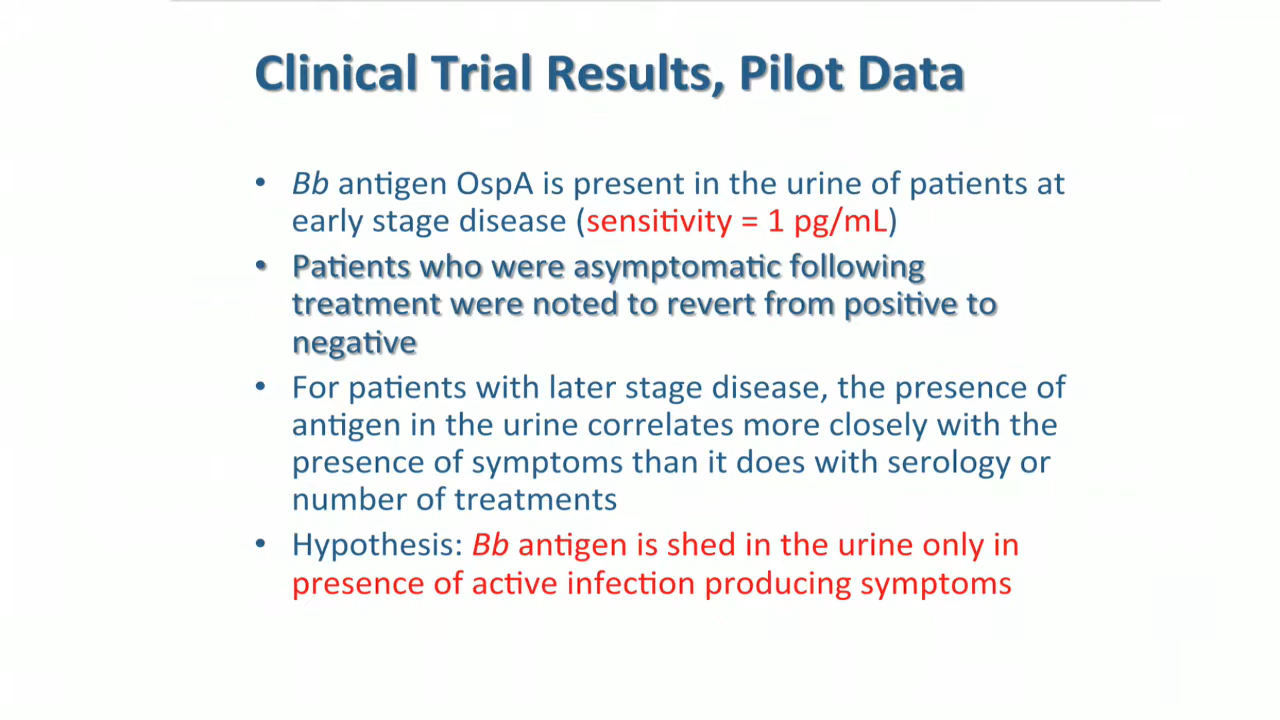 Clinical Trial Results, Pilot Data
• Bb antigen OspA is present in the urine of patients at
early stage disease (sensitivity = 1 pg/mL)
• Patients who were asymptomatic following
treatment were noted to revert from positive to
negative
• For patients with later stage disease, the presence of
antigen in the urine correlates more closely with the
presence of symptoms than it does with serology or
number of treatments
• Hypothesis: Bb antigen is shed in the urine only in
presence of active infection producing symptoms